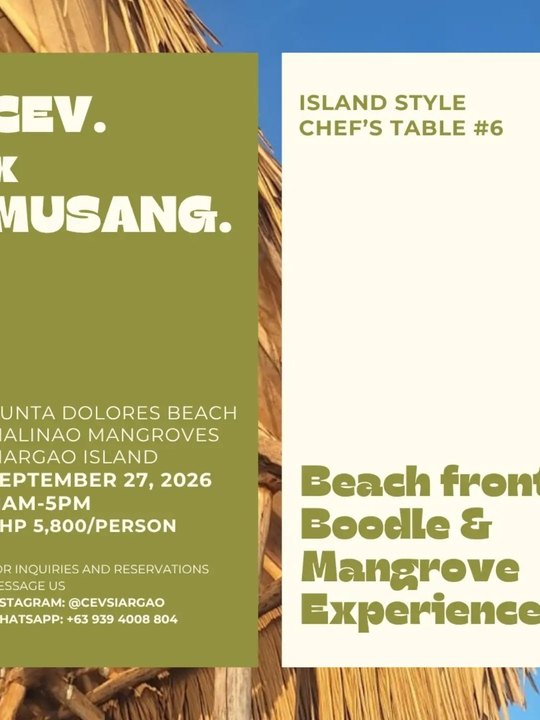 CEV.
X
MUSANG.
UNTA DOLORES BEACH
MALINAO MANGROVES
IARGAO ISLAND
EPTEMBER 27, 2026
AM-5PM
HP 5,800/PERSON
OR INQUIRIES AND RESERVATIONS
ESSAGE US
NSTAGRAM: @CEVSIARGAO
HATSAPP: +63 939 4008 804
ISLAND STYLE
CHEF'S TABLE #6
Beach front
Boodle &
Mangrove
Experience